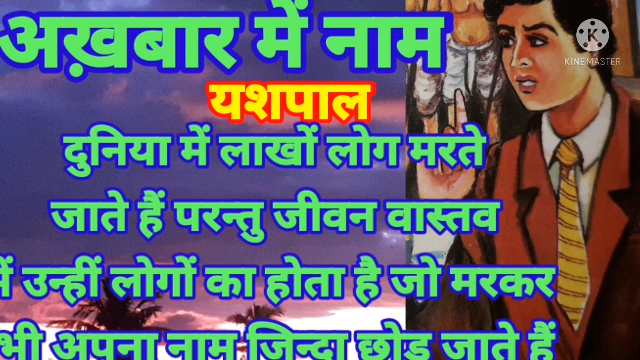 अख़बार में नाम
यशपाल
दुनिया में लाखों लोग मरते
जाते हैं परन्तु जीवन वास्तव
में उन्हीं लोगों का होता है जो मरकर
भी अपना नाम ज़िन्दा छोड़ जाते हैं
K
KINEMASTER